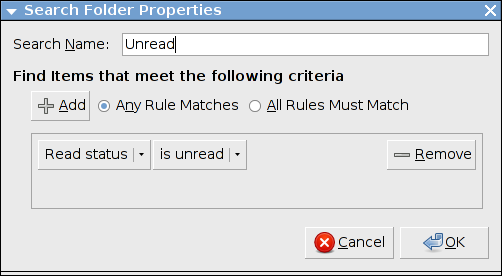 Search Folder Properties
Search Name: Unread
Find Items that meet the following criteria
Add Any Rule Matches All Rules Must Match
Read status is unread Remove
Cancel OK